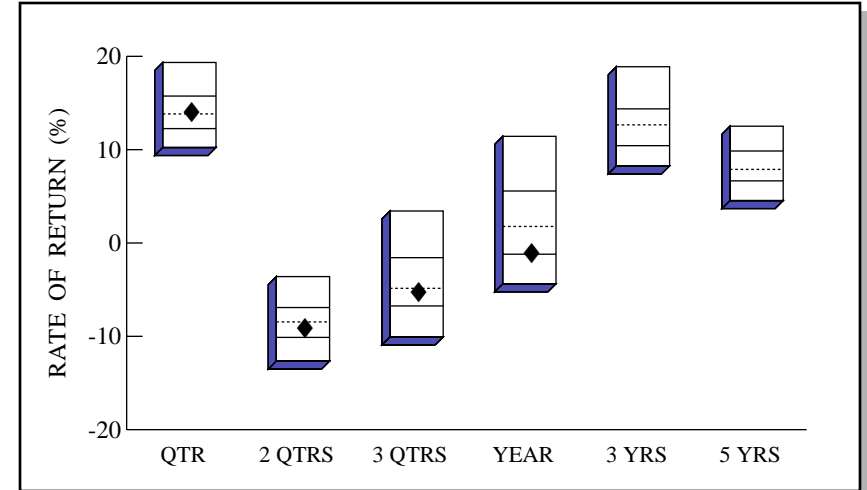 20
10
0
-10
-20
RATE OF RETURN (%)
QTR 2 QTRS 3 QTRS YEAR 3 YRS 5 YRS